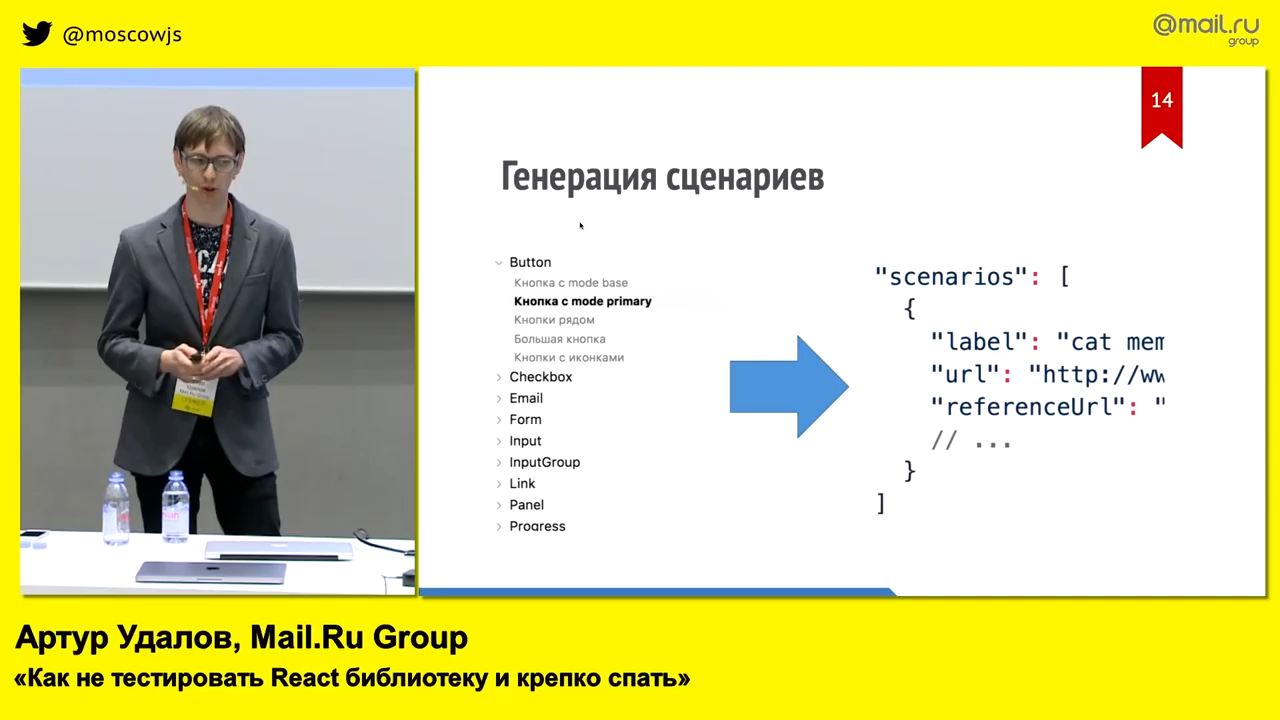 @moscowjs
@mail.ru
group
14
Генерация сценариев
Button
Кнопка с mode base
Кнопка с mode primary
Кнопки рядом
Большая кнопка
Кнопки с иконками
Checkbox
Email
Form
Input
InputGroup
Link
Panel
Progress
"scenarios": [
{
"label": "cat mem
"url": "http://ww
"referenceUrl": "
// ...
}
]
Артур Удалов, Mail.Ru Group
«Как не тестировать React библиотеку и крепко спать»